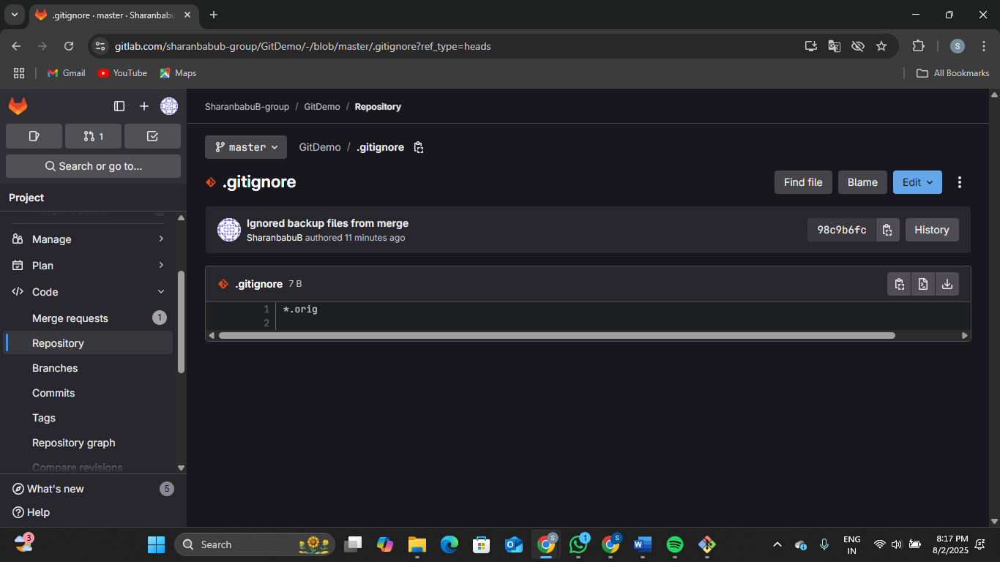 .gitignore · master · Sharanbabu
gitlab.com/sharanbabub-group/GitDemo/-/blob/master/.gitignore?ref_type=heads
S
Gmail
YouTube
Maps
All Bookmarks
1
Search or go to...
Project
Manage
Plan
Code
Merge requests 1
Repository
Branches
Commits
Tags
Repository graph
Compare revisions
What's new 5
Help
SharanbabuB-group / GitDemo / Repository
master
GitDemo / .gitignore
.gitignore
Find file
Blame
Edit
Ignored backup files from merge
SharanbabuB authored 11 minutes ago
98c9b6fc
History
.gitignore 7 B
1 *.orig
2
3
Search
S
1
S
ENG
IN
8:17 PM
8/2/2025